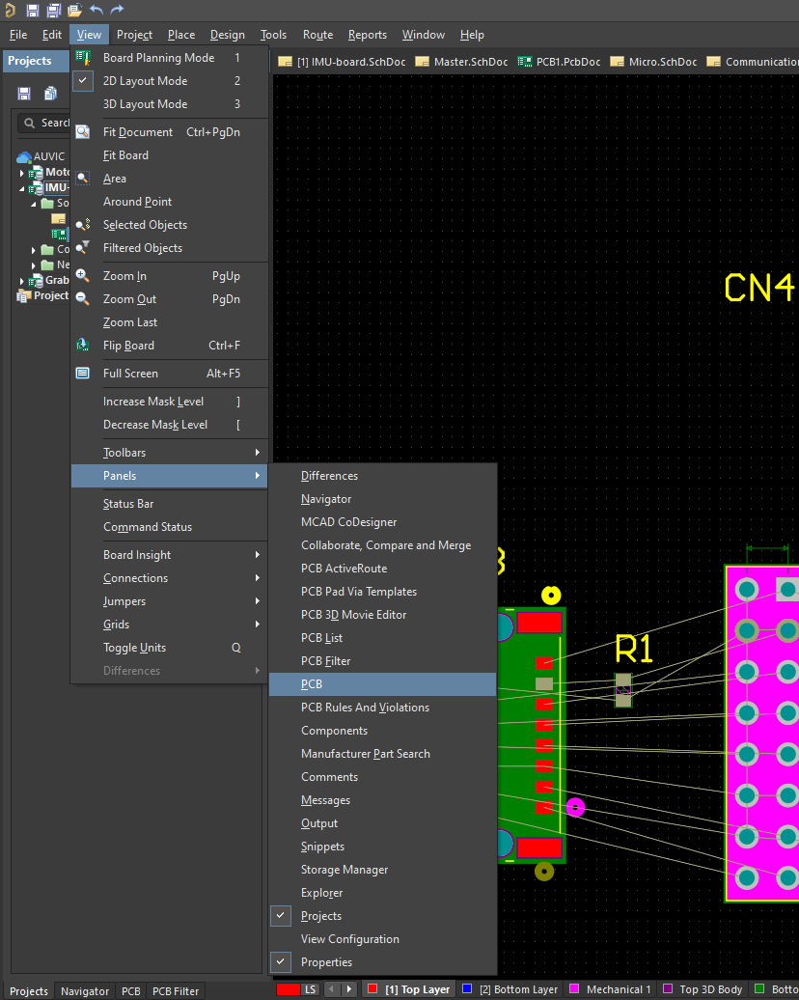 File Edit View Project Place Design Tools Route Reports Window Help
Projects
[1] IMU-board.SchDoc Master.SchDoc PCB1.PcbDoc Micro.SchDoc Communicatio
Searc
AUVIC
Moto
IMU-
So
Co
Ne
Grab
Project
Board Planning Mode 1
2D Layout Mode 2
3D Layout Mode 3
Fit Document Ctrl+PgDn
Fit Board
Area
Around Point
Selected Objects
Filtered Objects
Zoom In PgUp
Zoom Out PgDn
Zoom Last
Flip Board Ctrl+F
Full Screen Alt+F5
Increase Mask Level ]
Decrease Mask Level [
Toolbars
Panels
Status Bar
Command Status
Board Insight
Connections
Jumpers
Grids
Toggle Units Q
Differences
Differences
Navigator
MCAD CoDesigner
Collaborate, Compare and Merge
PCB ActiveRoute
PCB Pad Via Templates
PCB 3D Movie Editor
PCB List
PCB Filter
PCB
PCB Rules And Violations
Components
Manufacturer Part Search
Comments
Messages
Output
Snippets
Storage Manager
Explorer
Projects
View Configuration
Properties
CN4
R1
Projects Navigator PCB PCB Filter
LS [1] Top Layer [2] Bottom Layer Mechanical 1 Top 3D Body Botto